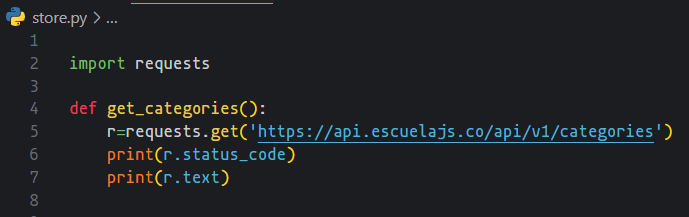 store.py > ...
1
2 import requests
3
4 def get_categories():
5     r=requests.get('https://api.escuelajs.co/api/v1/categories')
6     print(r.status_code)
7     print(r.text)
8